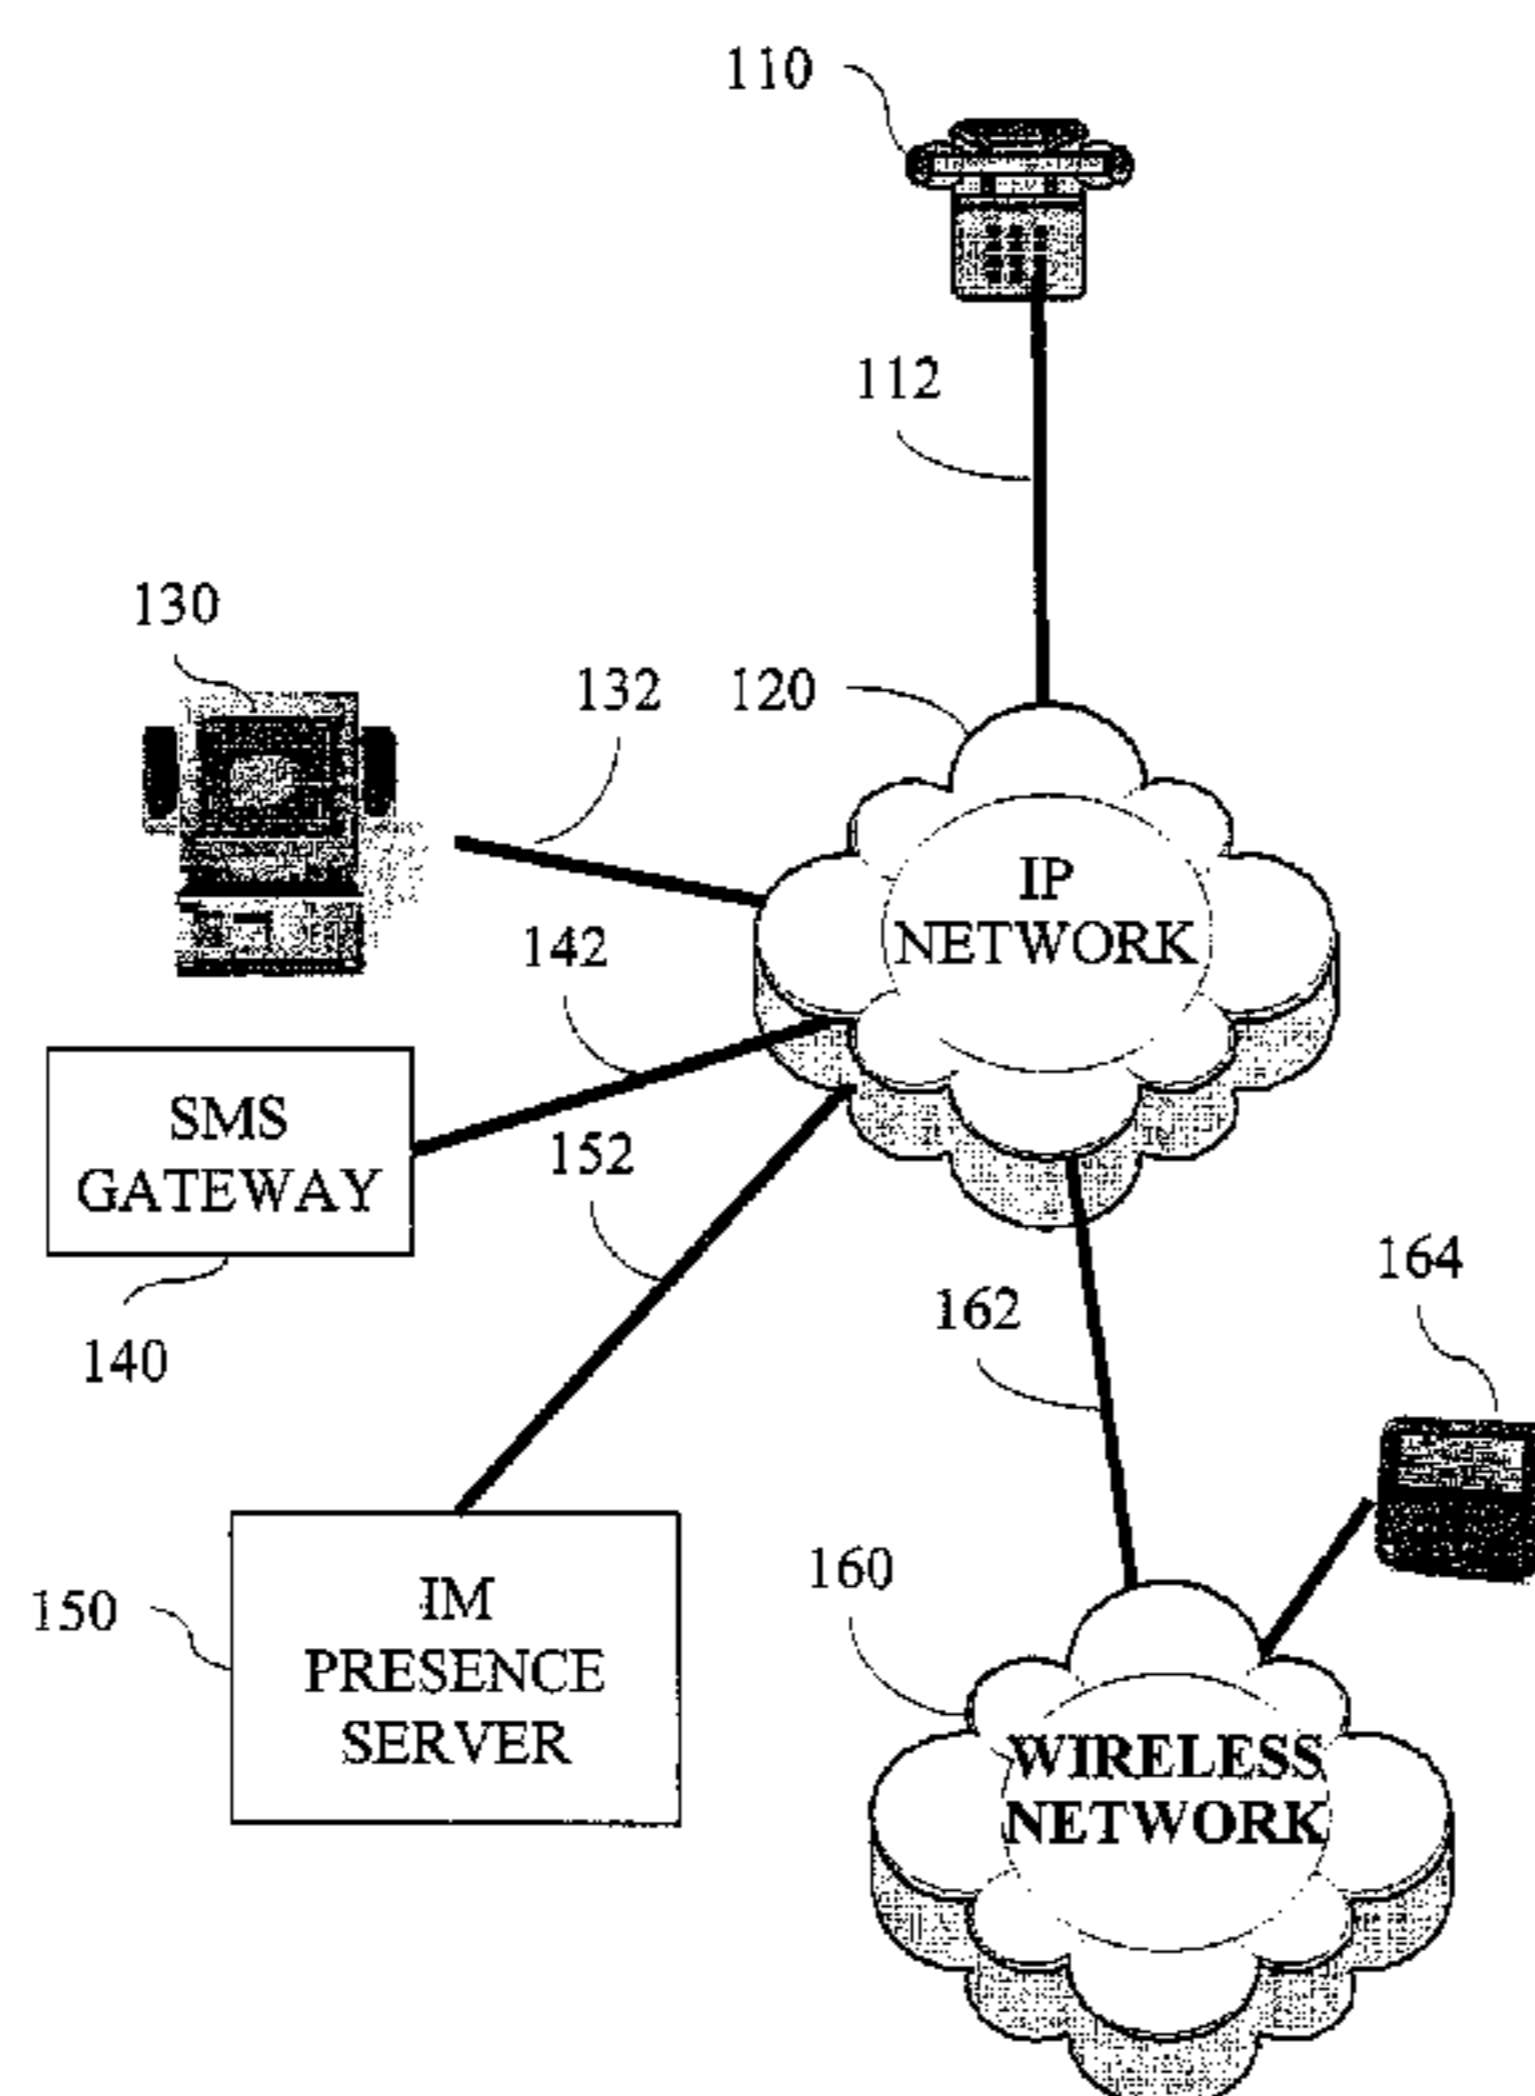 110
112
130
132
120
IP
NETWORK
142
SMS
GATEWAY
152
140
162
164
150
IM
PRESENCE
SERVER
160
WIRELESS
NETWORK